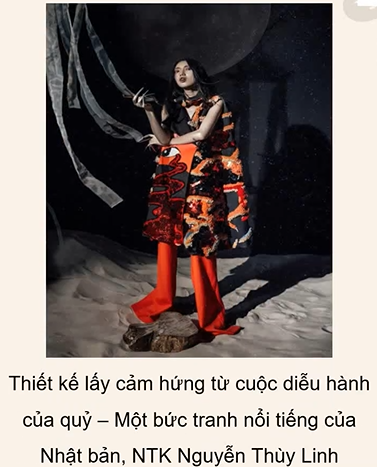 Thiết kế lấy cảm hứng từ cuộc diễu hành
của quỷ – Một bức tranh nổi tiếng của
Nhật bản, NTK Nguyễn Thùy Linh